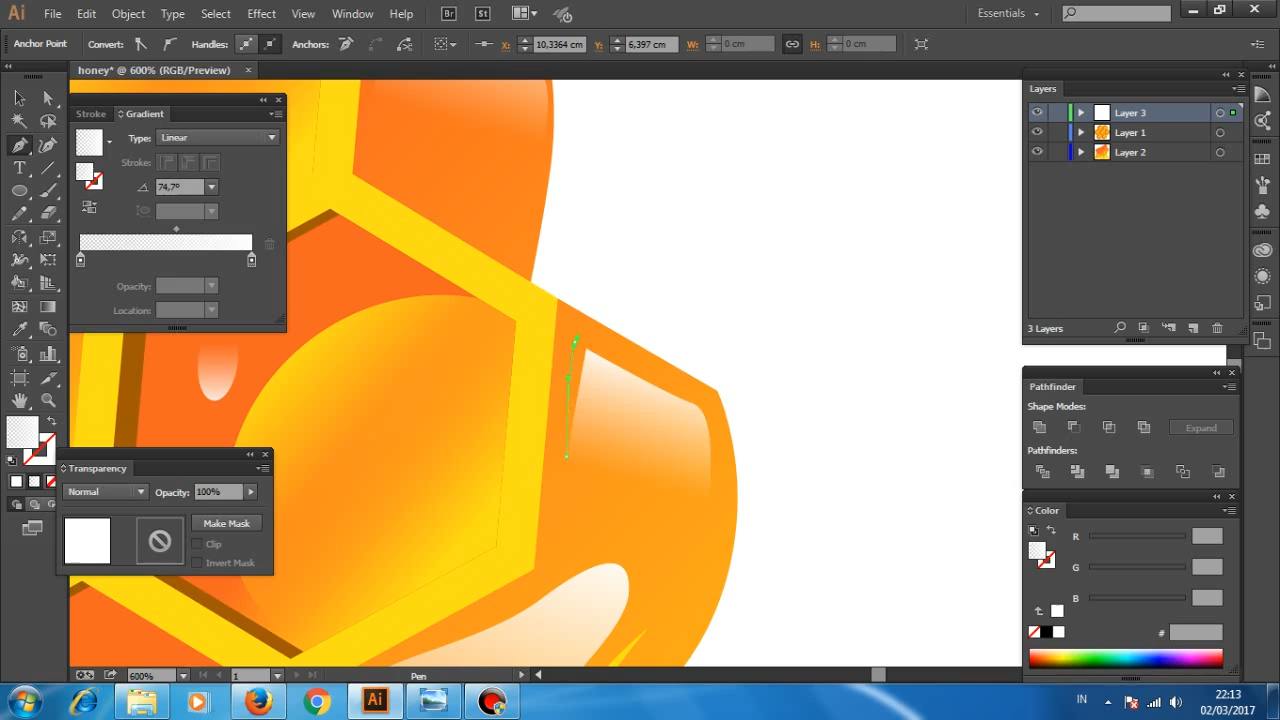 Ai File Edit Object Type Select Effect View Window Help Br St Essentials
Anchor Point Convert: Handles: Anchors: X: 10,3364 cm Y: 6,397 cm W: 0 cm H: 0 cm
honey* @ 600% (RGB/Preview)
Stroke Gradient
Type: Linear
Stroke:
74,7°
Opacity:
Location:
Transparency
Normal Opacity: 100%
Make Mask
Clip
Invert Mask
Layers
Layer 3
Layer 1
Layer 2
3 Layers
Pathfinder
Shape Modes:
Expand
Pathfinders:
Color
R
G
B
#
600% 1 Pen
Ai IN 22:13
02/03/2017